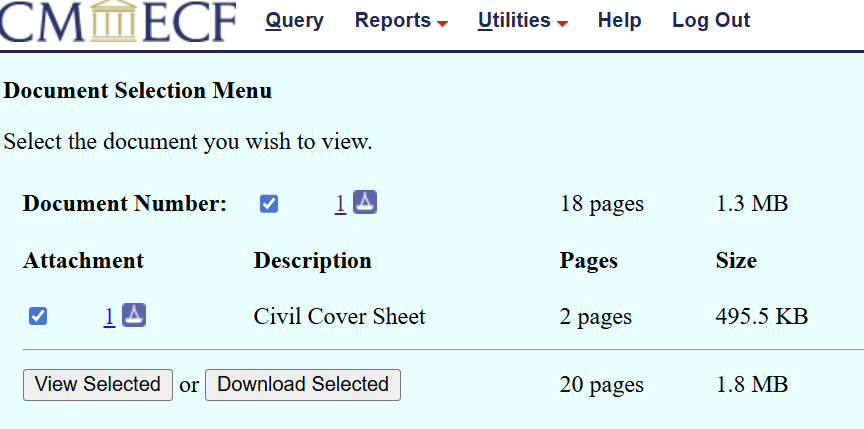 CM ECF Query Reports Utilities Help Log Out
Document Selection Menu
Select the document you wish to view.
Document Number: 1 18 pages 1.3 MB
Attachment Description Pages Size
1 Civil Cover Sheet 2 pages 495.5 KB
View Selected or Download Selected 20 pages 1.8 MB